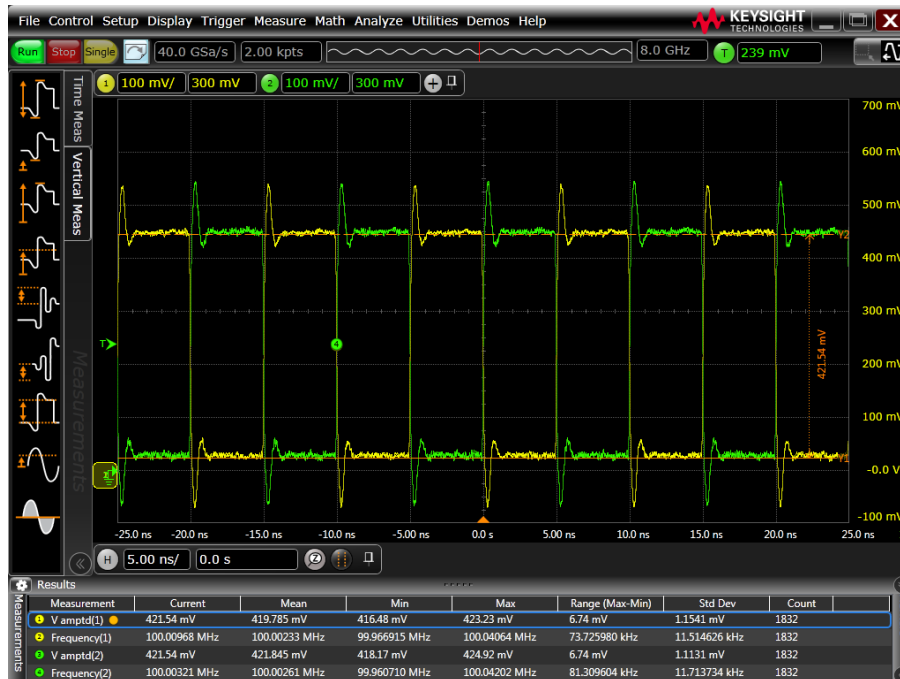 File Control Setup Display Trigger Measure Math Analyze Utilities Demos Help
KEYSIGHT
TECHNOLOGIES
Run Stop Single 40.0 GSa/s 2.00 kpts 8.0 GHz T 239 mV
1 100 mV/ 300 mV 2 100 mV/ 300 mV +
Time Meas
Vertical Meas
Measurements
700 mV
600 mV
500 mV
400 mV
300 mV
200 mV
100 mV
-0.0 V
-100 mV
Y2
421.54 mV
T
4
-25.0 ns -20.0 ns -15.0 ns -10.0 ns -5.00 ns 0.0 s 5.00 ns 10.0 ns 15.0 ns 20.0 ns 25.0 ns
H 5.00 ns/ 0.0 s
Results
Measurements
Measurement Current Mean Min Max Range (Max-Min) Std Dev Count
1 V amptd(1) 421.54 mV 419.785 mV 416.48 mV 423.23 mV 6.74 mV 1.1541 mV 1832
2 Frequency(1) 100.00968 MHz 100.00233 MHz 99.966915 MHz 100.04064 MHz 73.725980 kHz 11.514626 kHz 1832
3 V amptd(2) 421.54 mV 421.845 mV 418.17 mV 424.92 mV 6.74 mV 1.1131 mV 1832
4 Frequency(2) 100.00321 MHz 100.00261 MHz 99.960710 MHz 100.04202 MHz 81.309604 kHz 11.713734 kHz 1832